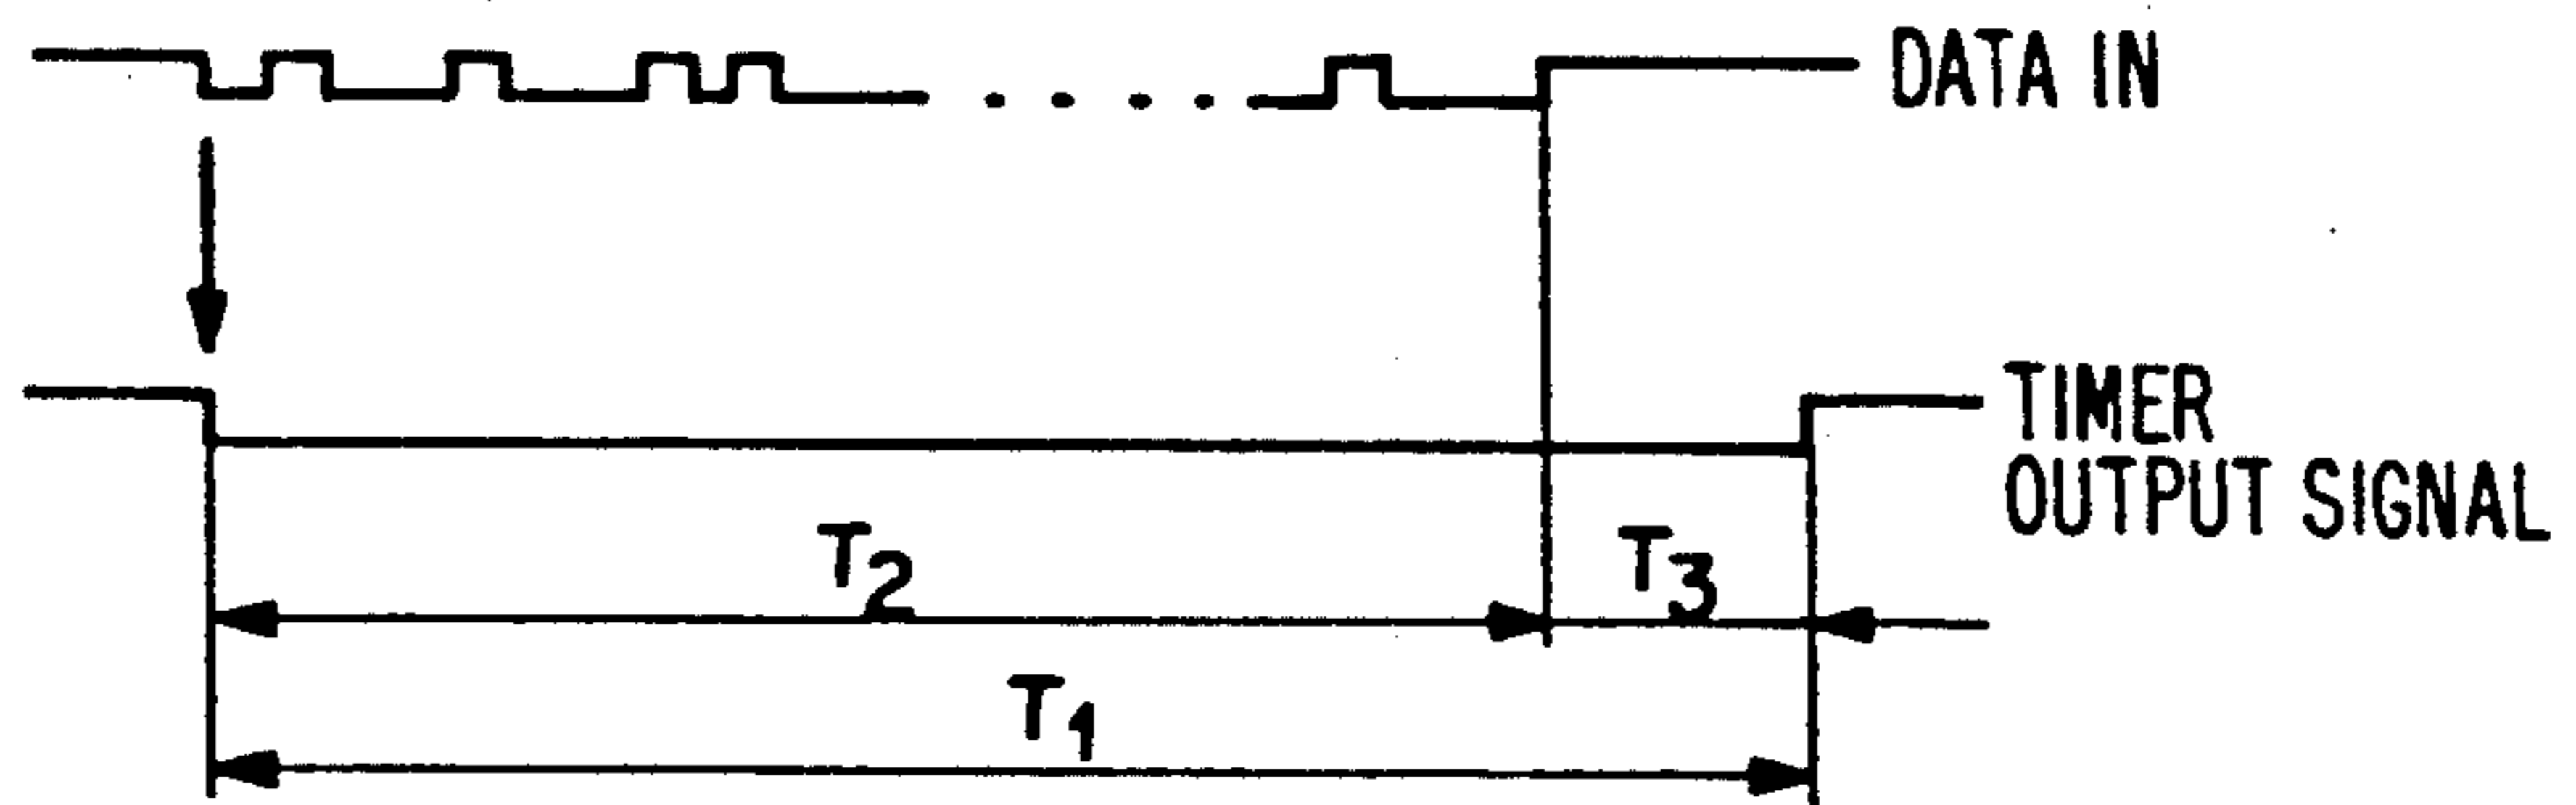 DATA IN
TIMER
OUTPUT SIGNAL
T2
T3
T1